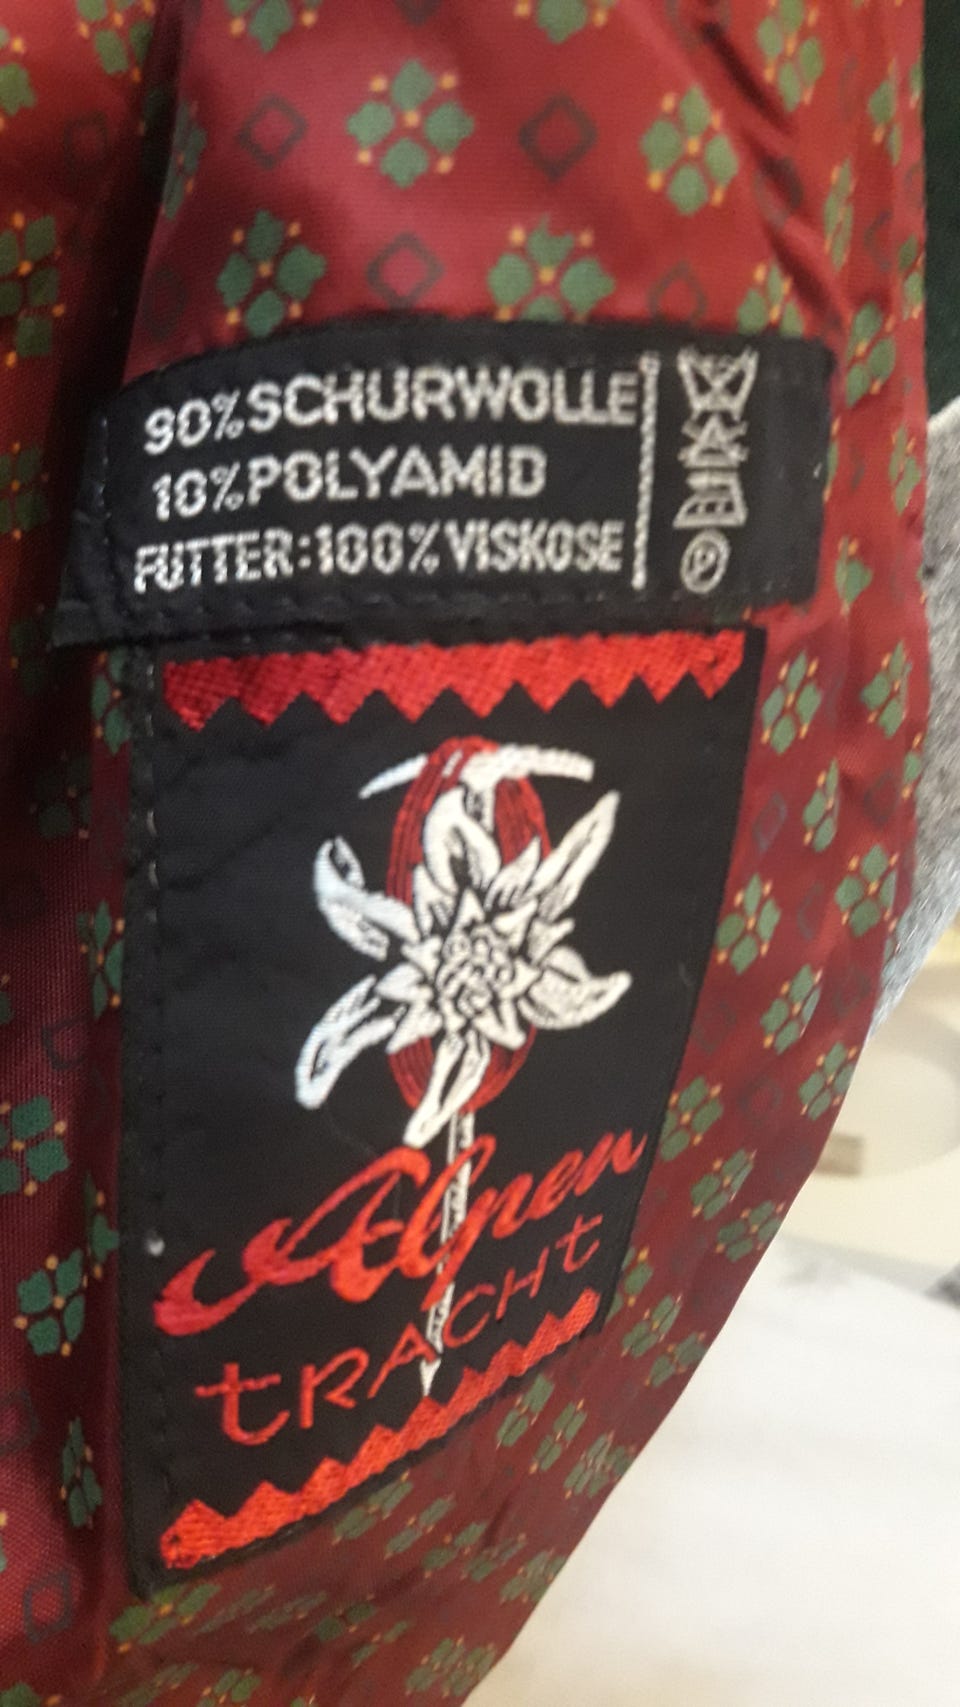 90% SCHURWOLLE
10% POLYAMID
FUTTER: 100% VISKOSE
P
Alpen
tRACHt